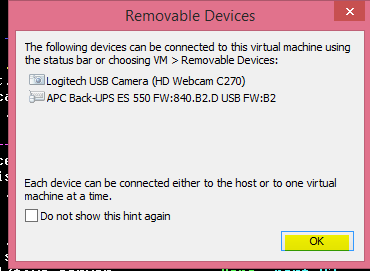 Removable Devices
The following devices can be connected to this virtual machine using
the status bar or choosing VM > Removable Devices:
Logitech USB Camera (HD Webcam C270)
APC Back-UPS ES 550 FW:840.B2.D USB FW:B2
Each device can be connected either to the host or to one virtual
machine at a time.
Do not show this hint again
OK